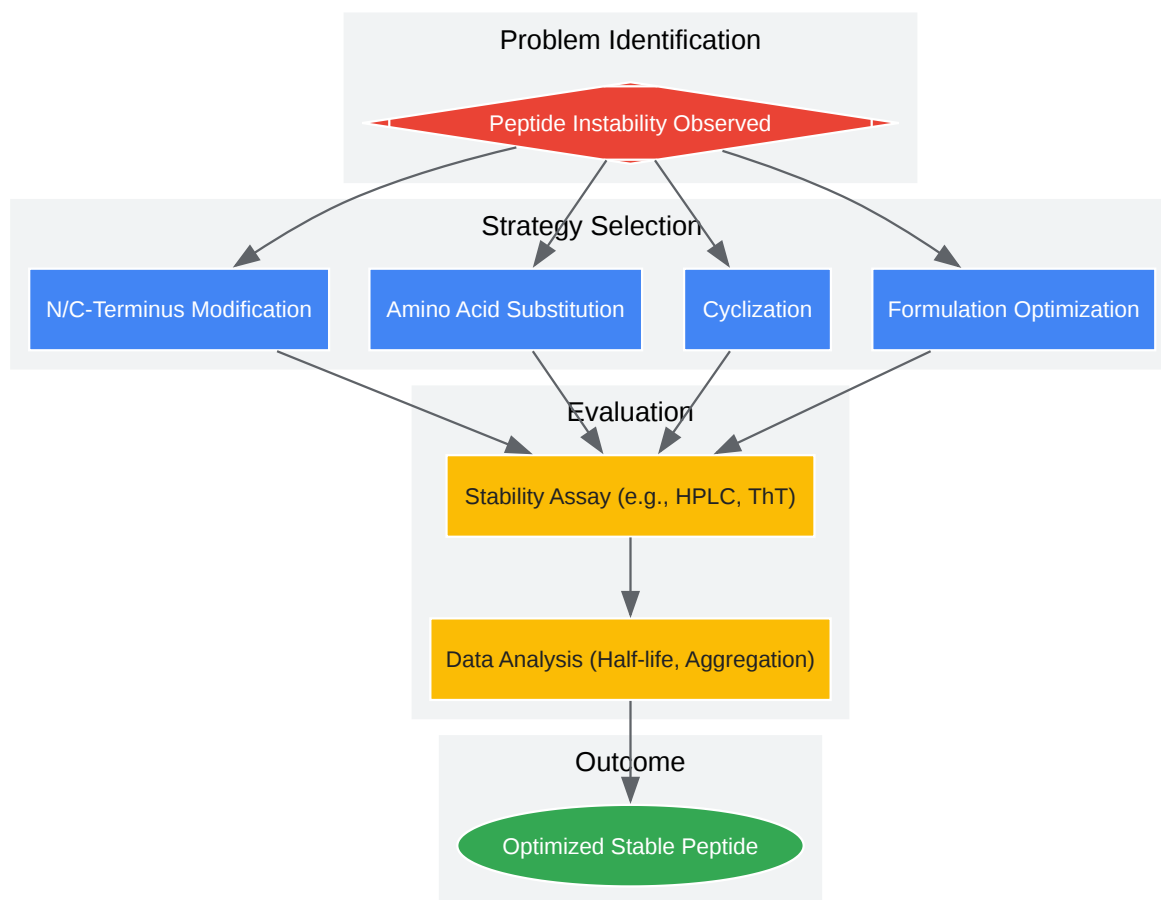 Problem Identification
Peptide Instability Observed
Strategy Selection
N/C-Terminus Modification
Amino Acid Substitution
Cyclization
Formulation Optimization
Evaluation
Stability Assay (e.g., HPLC, ThT)
Data Analysis (Half-life, Aggregation)
Outcome
Optimized Stable Peptide